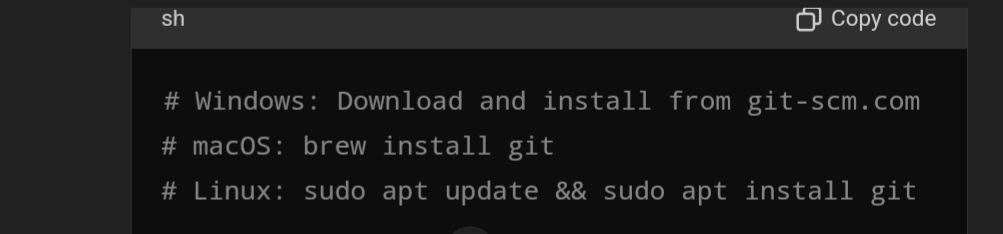 sh
Copy code
# Windows: Download and install from git-scm.com
# macOS: brew install git
# Linux: sudo apt update && sudo apt install git